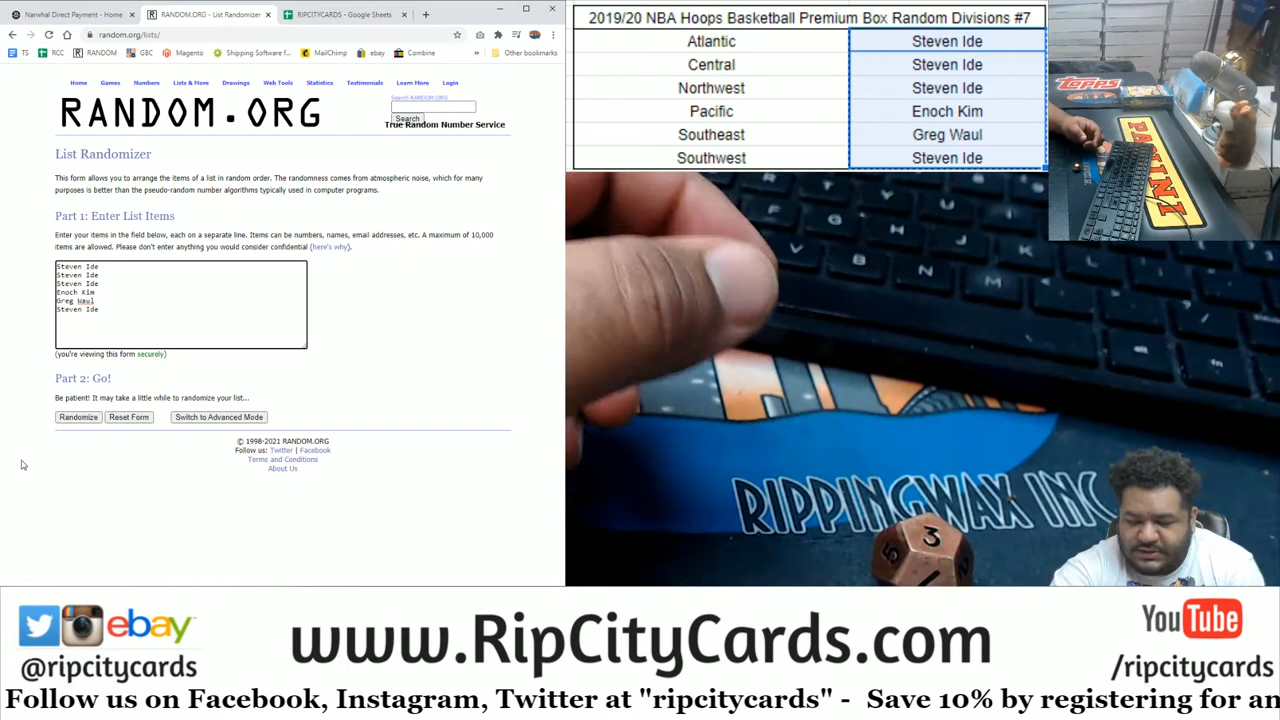 Narwhal Direct Payment - Home
RANDOM.ORG - List Randomizer
RIPCITYCARDS - Google Sheets
random.org/lists/
TS RCC RANDOM GBC Magento Shipping Software f... MailChimp ebay Combine » Other bookmarks
Home Games Numbers Lists & More Drawings Web Tools Statistics Testimonials Learn More Login
RANDOM.ORG
Search RANDOM.ORG
Search
True Random Number Service
List Randomizer
This form allows you to arrange the items of a list in random order. The randomness comes from atmospheric noise, which for many
purposes is better than the pseudo-random number algorithms typically used in computer programs.
Part 1: Enter List Items
Enter your items in the field below, each on a separate line. Items can be numbers, names, email addresses, etc. A maximum of 10,000
items are allowed. Please don't enter anything you would consider confidential (here's why).
Steven Ide
Steven Ide
Steven Ide
Enoch Kim
Greg Waul
Steven Ide
(you're viewing this form securely)
Part 2: Go!
Be patient! It may take a little while to randomize your list...
Randomize Reset Form Switch to Advanced Mode
© 1998-2021 RANDOM.ORG
Follow us: Twitter | Facebook
Terms and Conditions
About Us
2019/20 NBA Hoops Basketball Premium Box Random Divisions #7
Atlantic Steven Ide
Central Steven Ide
Northwest Steven Ide
Pacific Enoch Kim
Southeast Greg Waul
Southwest Steven Ide
Topps
PANINI
G H J
B N M
RIPPINGWAX INC
3
5
ebay
@ripcitycards
www.RipCityCards.com
YouTube
/ripcitycards
Follow us on Facebook, Instagram, Twitter at "ripcitycards" - Save 10% by registering for an